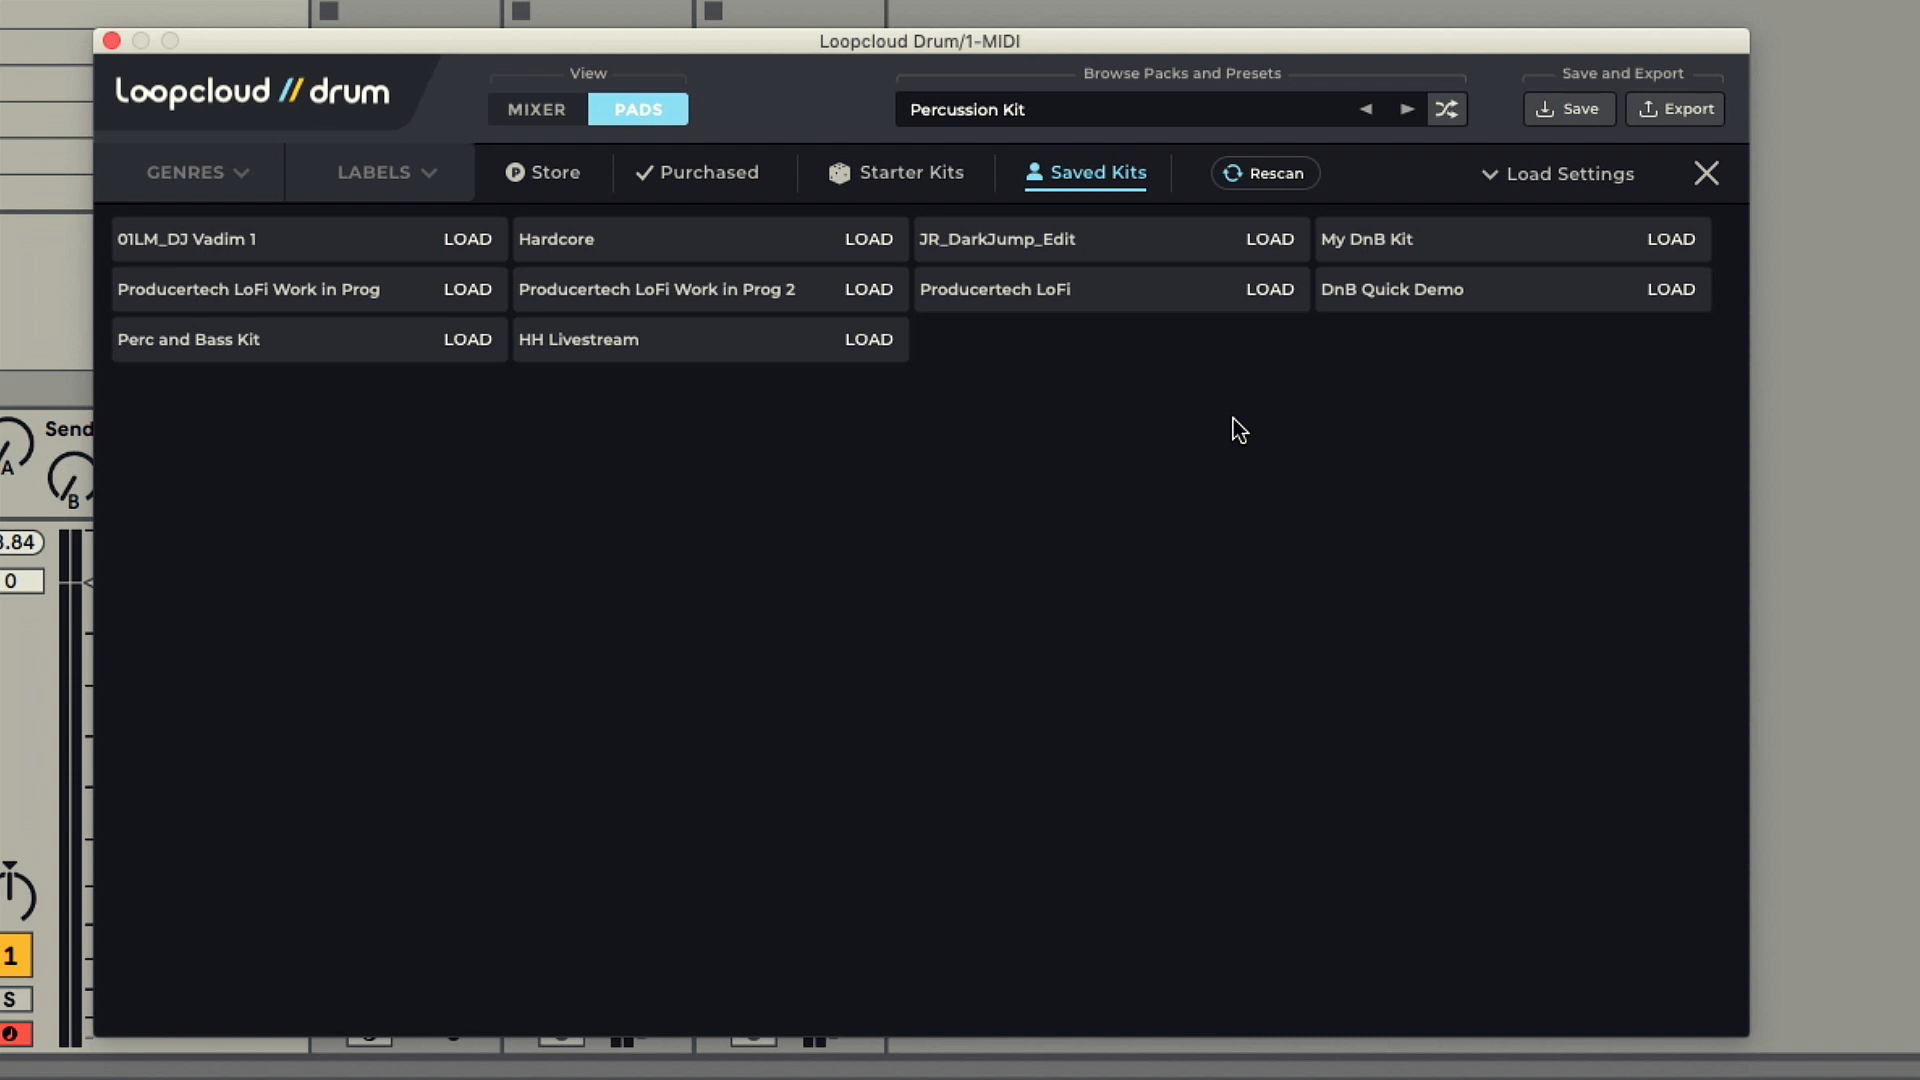 Loopcloud Drum/1-MIDI
Loopcloud // drum
View
MIXER PADS
Browse Packs and Presets
Percussion Kit
Save and Export
Save Export
GENRES LABELS Store Purchased Starter Kits Saved Kits Rescan Load Settings
01LM_DJ Vadim 1 LOAD Hardcore LOAD JR_DarkJump_Edit LOAD My DnB Kit LOAD
Producertech LoFi Work in Prog LOAD Producertech LoFi Work in Prog 2 LOAD Producertech LoFi LOAD DnB Quick Demo LOAD
Perc and Bass Kit LOAD HH Livestream LOAD
Send
A
B
0
1
S